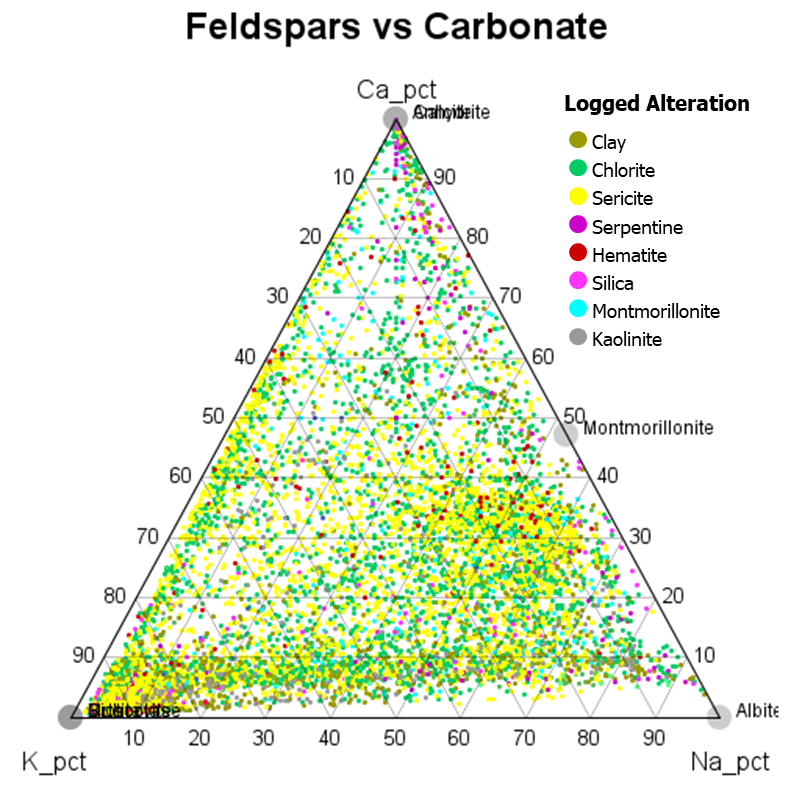 Feldspars vs Carbonate
Ca_pct
Logged Alteration
Clay
Chlorite
Sericite
Serpentine
Hematite
Silica
Montmorillonite
Kaolinite
10 90
20 80
30 70
40 60
50 50
Montmorillonite
60 40
70 30
80 20
90 10
Albite
10 20 30 40 50 60 70 80 90
K_pct Na_pct